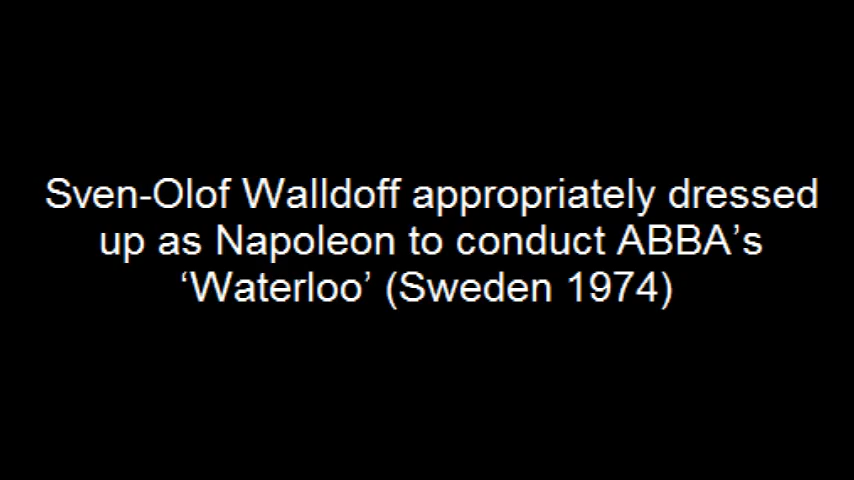 Sven-Olof Walldoff appropriately dressed
up as Napoleon to conduct ABBA’s
‘Waterloo’ (Sweden 1974)